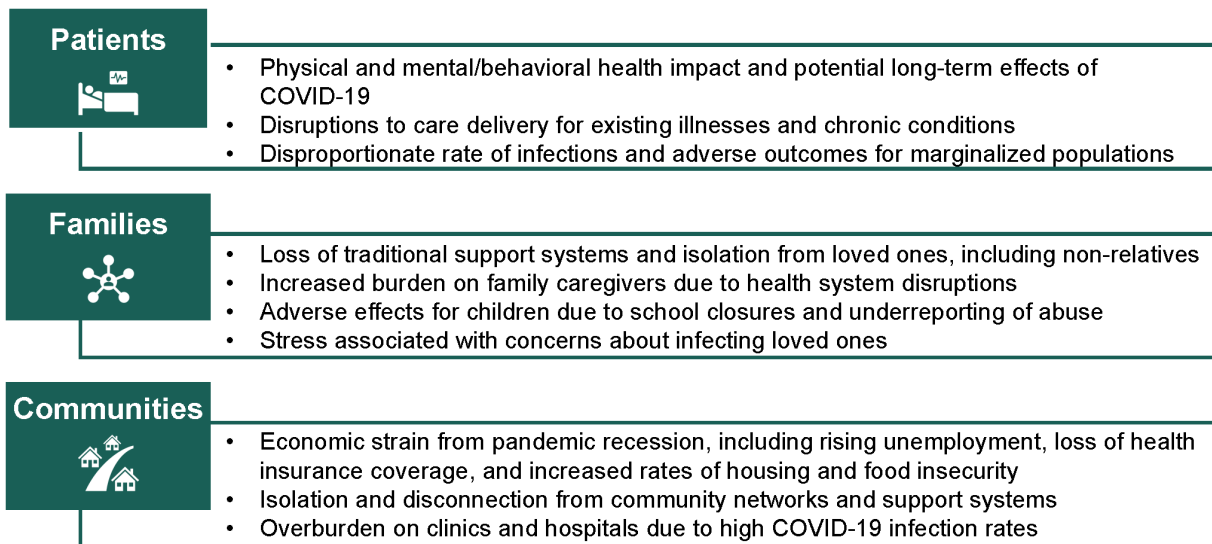 Patients
• Physical and mental/behavioral health impact and potential long-term effects of
COVID-19
• Disruptions to care delivery for existing illnesses and chronic conditions
• Disproportionate rate of infections and adverse outcomes for marginalized populations
Families
• Loss of traditional support systems and isolation from loved ones, including non-relatives
• Increased burden on family caregivers due to health system disruptions
• Adverse effects for children due to school closures and underreporting of abuse
• Stress associated with concerns about infecting loved ones
Communities
• Economic strain from pandemic recession, including rising unemployment, loss of health
insurance coverage, and increased rates of housing and food insecurity
• Isolation and disconnection from community networks and support systems
• Overburden on clinics and hospitals due to high COVID-19 infection rates